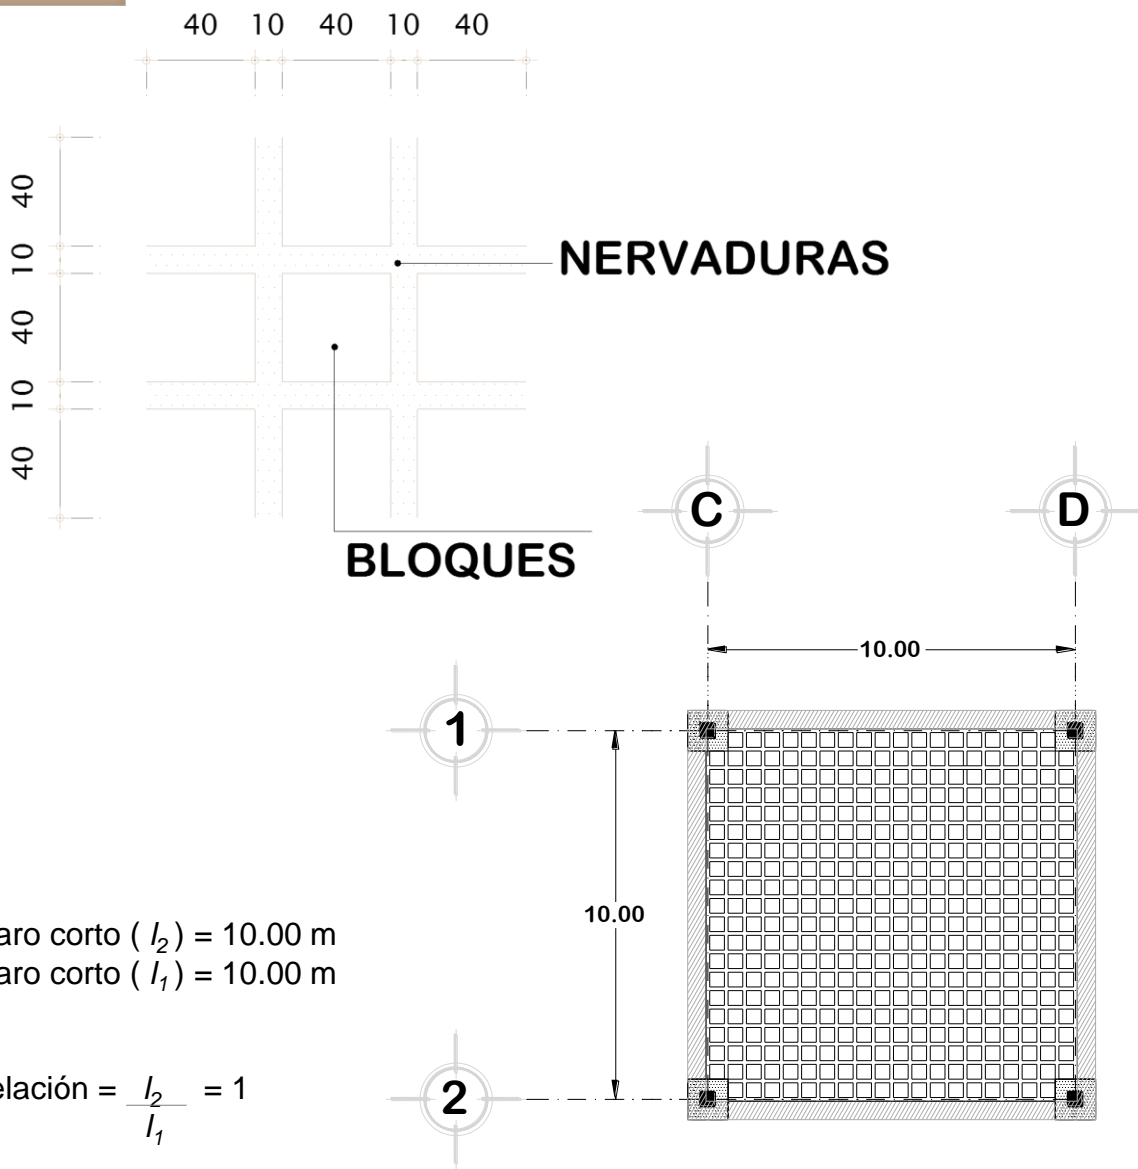 40 10 40 10 40
40
10
40
10
40
NERVADURAS
BLOQUES
C D
10.00
1
10.00
aro corto ( l2 ) = 10.00 m
aro corto ( l1 ) = 10.00 m
elación = l2 = 1
l1
2